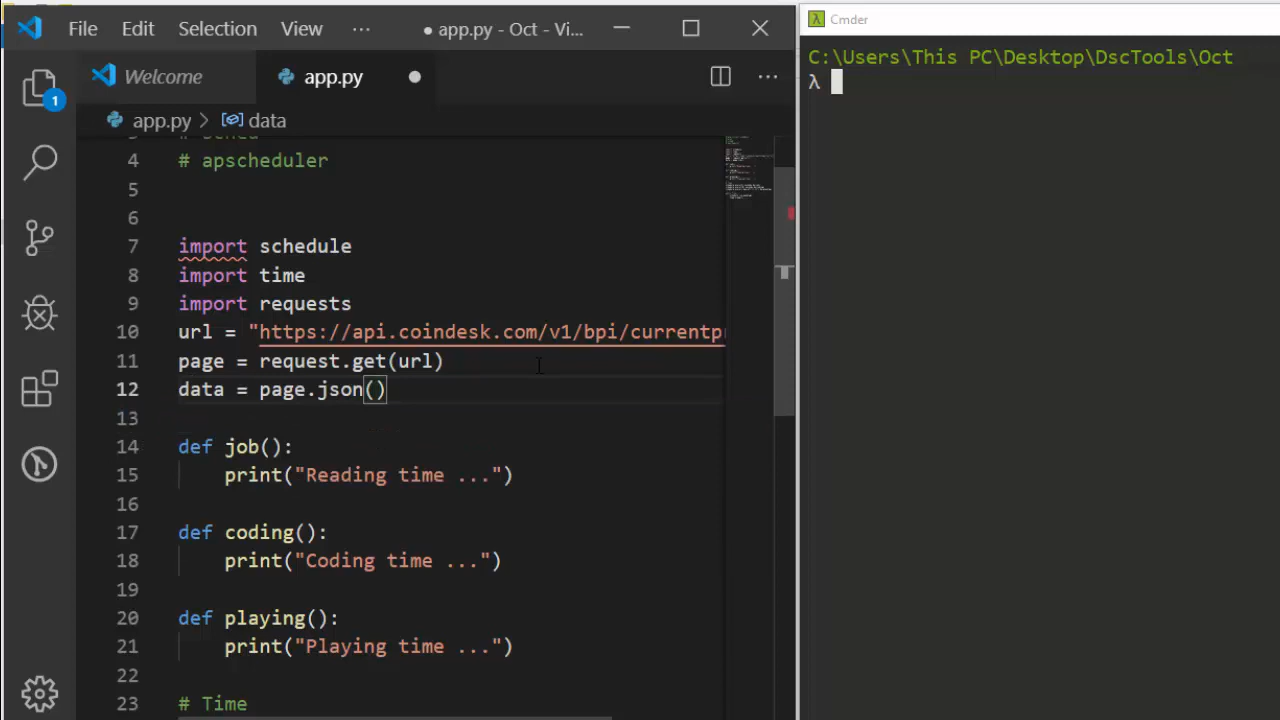 File Edit Selection View ··· ● app.py - Oct - Vi...
Cmder
Welcome app.py
app.py > data
1
C:\Users\This PC\Desktop\DscTools\Oct
λ
4 # apscheduler
5
6
7 import schedule
8 import time
9 import requests
10 url = "https://api.coindesk.com/v1/bpi/currentp
11 page = request.get(url)
12 data = page.json()
13
14 def job():
15 print("Reading time ...")
16
17 def coding():
18 print("Coding time ...")
19
20 def playing():
21 print("Playing time ...")
22
23 # Time